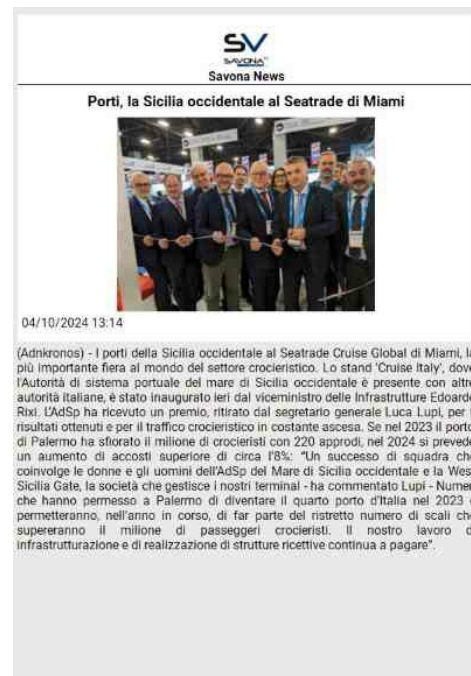 SV
SAVONA
Savona News
Porti, la Sicilia occidentale al Seatrade di Miami
04/10/2024 13:14
(Adnkronos) - I porti della Sicilia occidentale al Seatrade Cruise Global di Miami, la
più importante fiera al mondo del settore crocieristico. Lo stand 'Cruise Italy', dove
l'Autorità di sistema portuale del mare di Sicilia occidentale è presente con altre
autorità italiane, è stato inaugurato ieri dal viceministro delle Infrastrutture Edoardo
Rixi. L'AdSp ha ricevuto un premio, ritirato dal segretario generale Luca Lupi, per i
risultati ottenuti e per il traffico crocieristico in costante ascesa. Se nel 2023 il porto
di Palermo ha sfiorato il milione di crocieristi con 220 approdi, nel 2024 si prevede
un aumento di accosti superiore di circa l'8%: “Un successo di squadra che
coinvolge le donne e gli uomini dell'AdSp del Mare di Sicilia occidentale e la West
Sicilia Gate, la società che gestisce i nostri terminal - ha commentato Lupi - Numeri
che hanno permesso a Palermo di diventare il quarto porto d'Italia nel 2023 e
permetteranno, nell'anno in corso, di far parte del ristretto numero di scali che
supereranno il milione di passeggeri crocieristi. Il nostro lavoro di
infrastrutturazione e di realizzazione di strutture ricettive continua a pagare”.